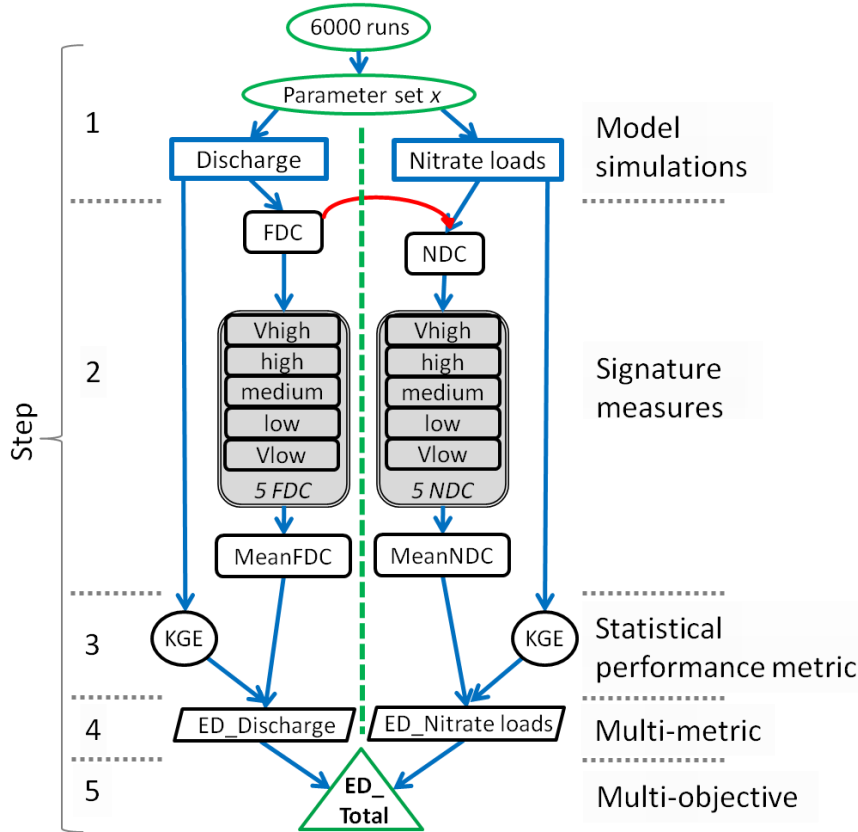 6000 runs
Parameter set x
1
Discharge
Nitrate loads
Model
simulations
FDC
NDC
Step
2
Vhigh
high
medium
low
Vlow
5 FDC
Vhigh
high
medium
low
Vlow
5 NDC
Signature
measures
MeanFDC
MeanNDC
3
KGE
KGE
Statistical
performance metric
4
ED_Discharge
ED_Nitrate loads
Multi-metric
5
ED_
Total
Multi-objective